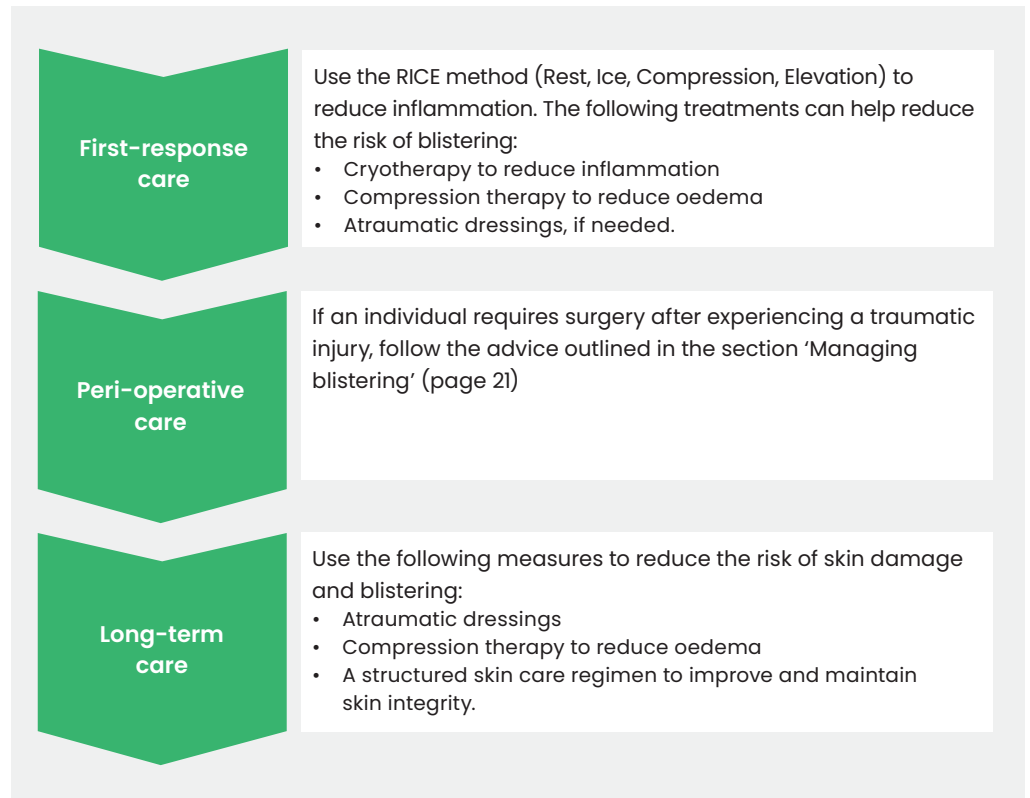 First-response
care
Use the RICE method (Rest, Ice, Compression, Elevation) to
reduce inflammation. The following treatments can help reduce
the risk of blistering:
• Cryotherapy to reduce inflammation
• Compression therapy to reduce oedema
• Atraumatic dressings, if needed.
Peri-operative
care
If an individual requires surgery after experiencing a traumatic
injury, follow the advice outlined in the section ‘Managing
blistering’ (page 21)
Long-term
care
Use the following measures to reduce the risk of skin damage
and blistering:
• Atraumatic dressings
• Compression therapy to reduce oedema
• A structured skin care regimen to improve and maintain
skin integrity.